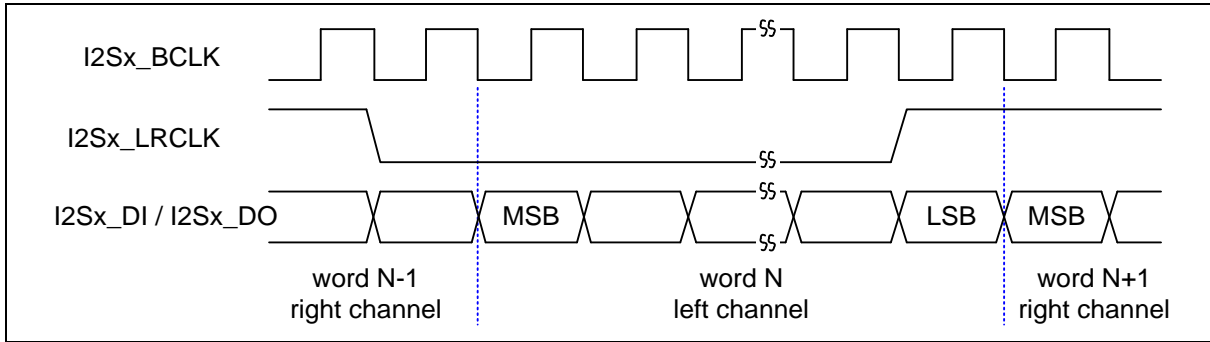 I2Sx_BCLK
I2Sx_LRCLK
I2Sx_DI / I2Sx_DO
MSB
LSB
MSB
word N-1
right channel
word N
left channel
word N+1
right channel